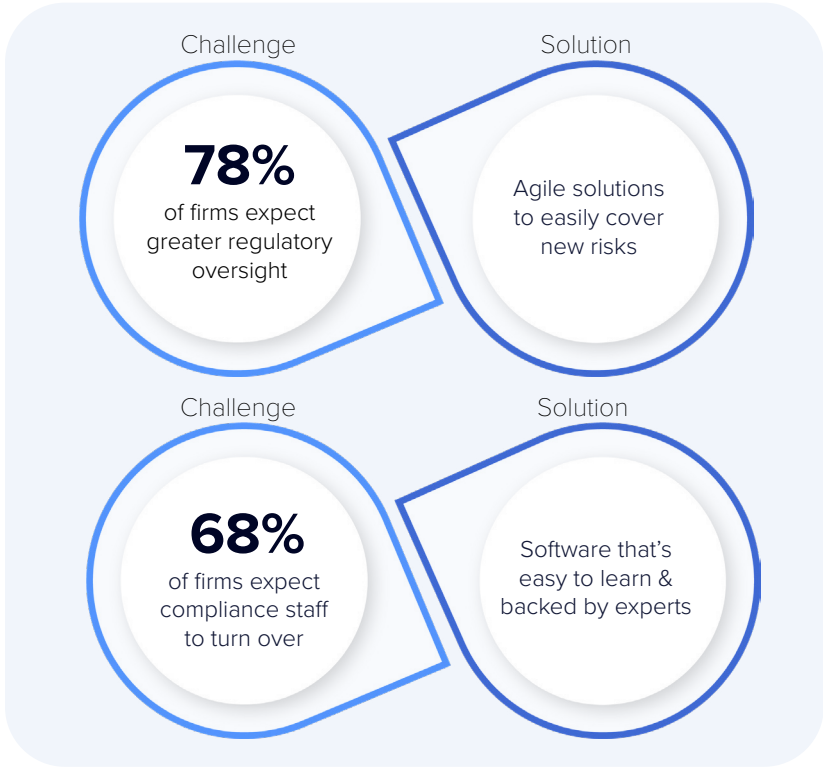 Challenge
78%
of firms expect
greater regulatory
oversight
Solution
Agile solutions
to easily cover
new risks
Challenge
68%
of firms expect
compliance staff
to turn over
Solution
Software that’s
easy to learn &
backed by experts